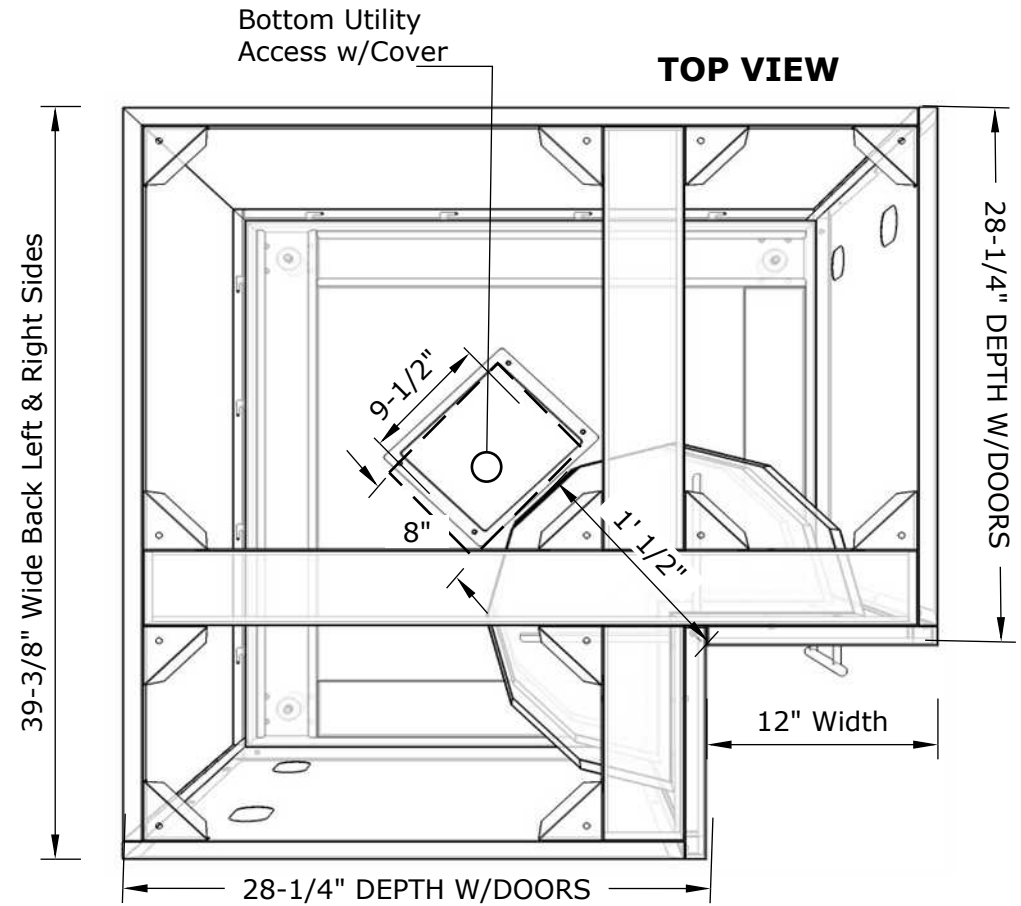 Bottom Utility
Access w/Cover
TOP VIEW
39-3/8" Wide Back Left & Right Sides
28-1/4" DEPTH W/DOORS
9-1/2"
8"
1' 1/2"
12" Width
28-1/4" DEPTH W/DOORS